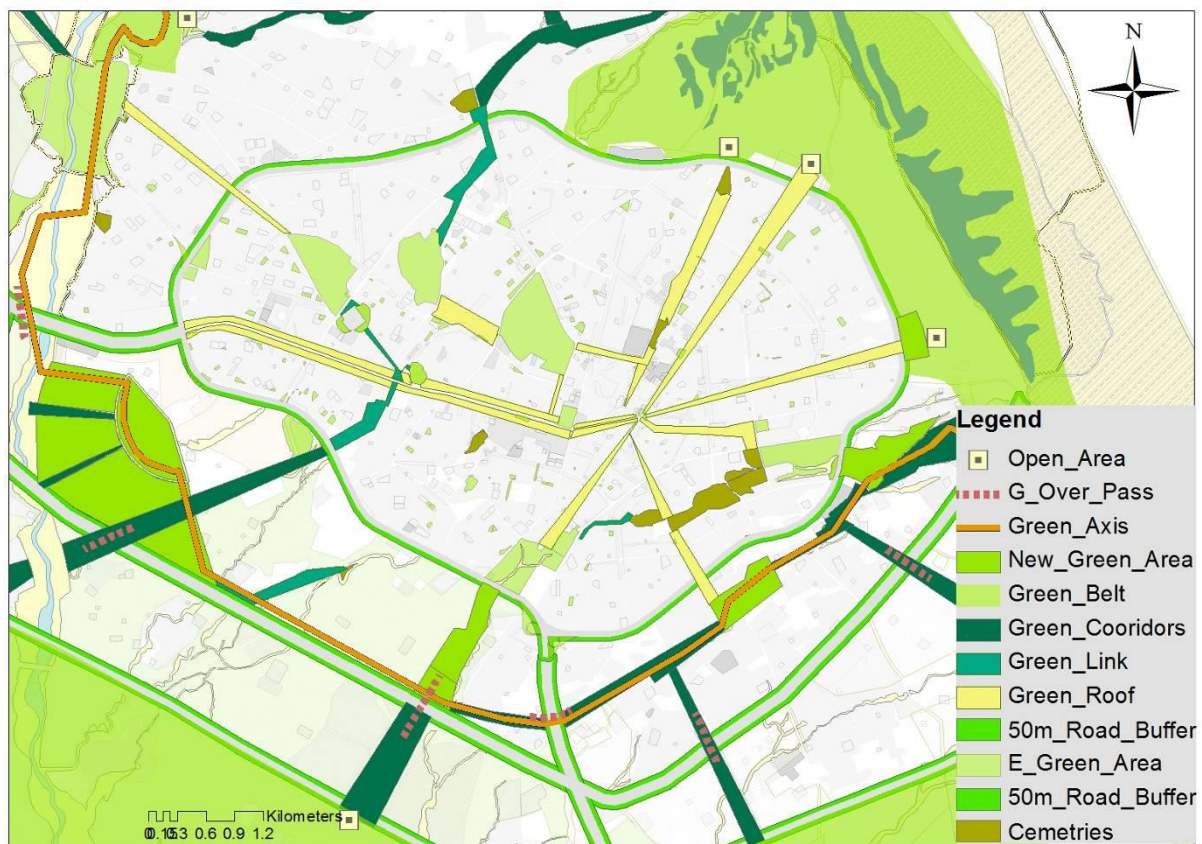 N
Legend
Open_Area
G_Over_Pass
Green_Axis
New_Green_Area
Green_Belt
Green_Cooridors
Green_Link
Green_Roof
50m_Road_Buffer
E_Green_Area
50m_Road_Buffer
Cemetries
Kilometers
0.6 0.9 1.2